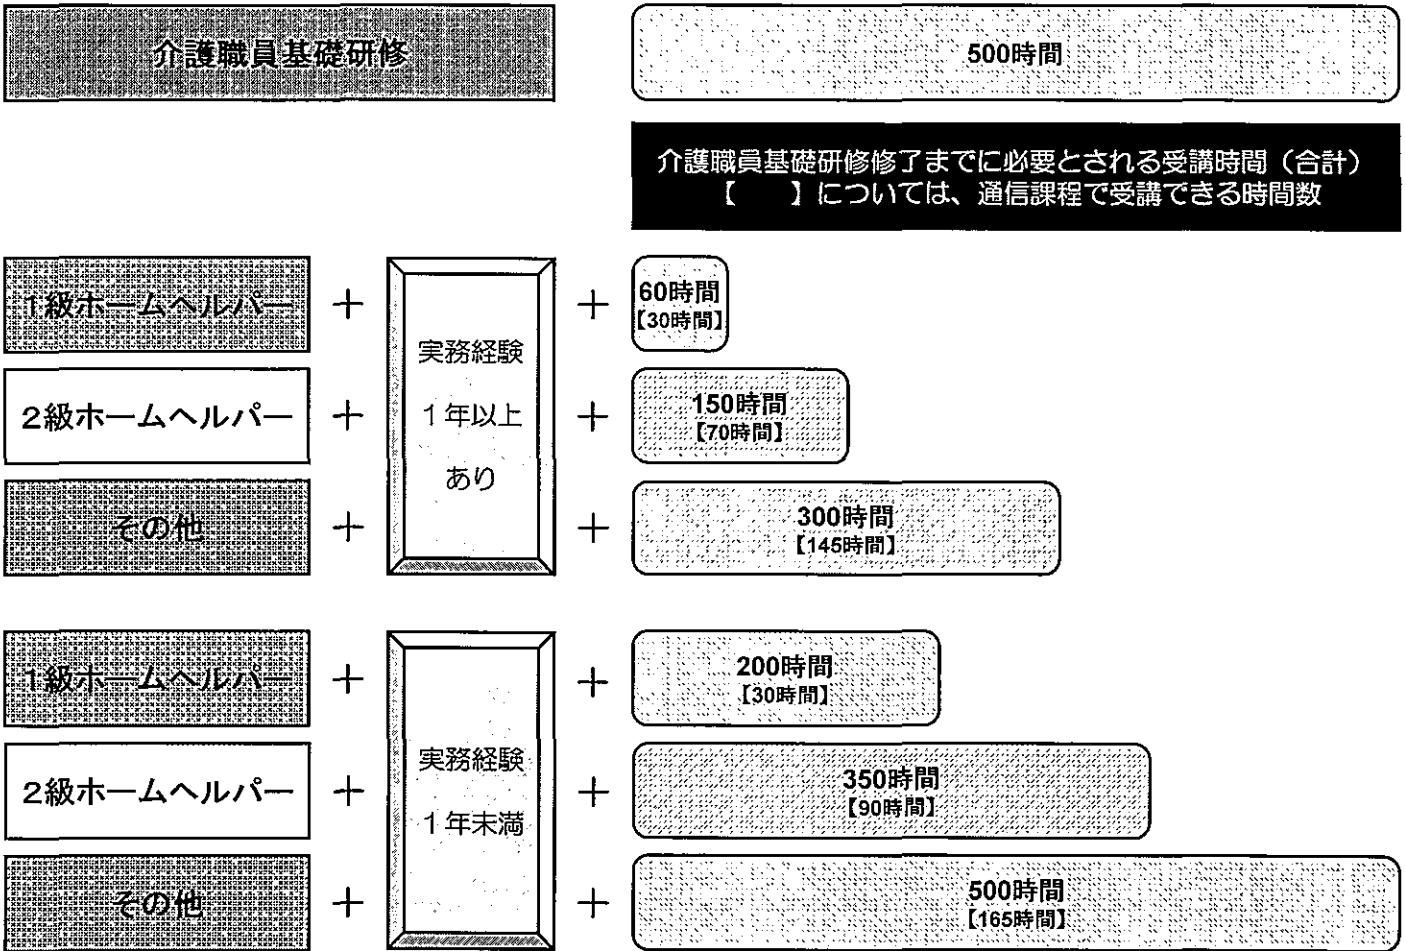 介護職員基礎研修
500時間
介護職員基礎研修修了までに必要とされる受講時間（合計）
【　　】については、通信課程で受講できる時間数
1級ホームヘルパー
+
実務経験
1年以上
あり
+
60時間
【30時間】
2級ホームヘルパー
+
+
150時間
【70時間】
その他
+
+
300時間
【145時間】
1級ホームヘルパー
+
実務経験
1年未満
+
200時間
【30時間】
2級ホームヘルパー
+
+
350時間
【90時間】
その他
+
+
500時間
【165時間】